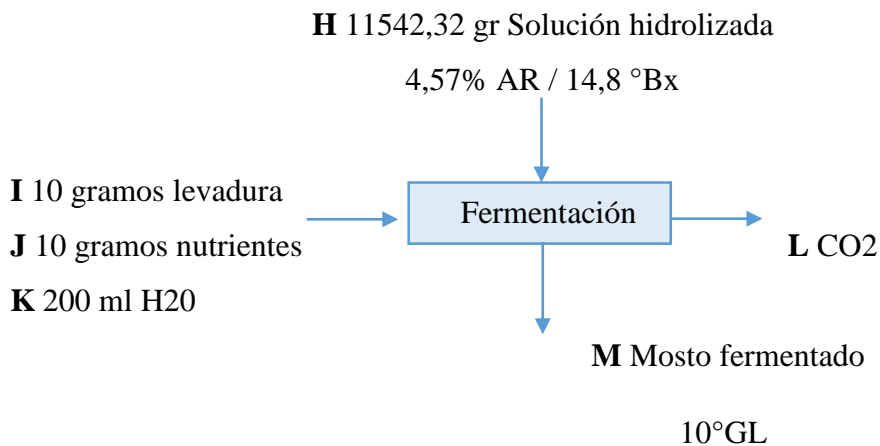 H 11542,32 gr Solución hidrolizada
4,57% AR / 14,8 °Bx
I 10 gramos levadura
Fermentación
J 10 gramos nutrientes
L CO2
K 200 ml H20
M Mosto fermentado
10°GL